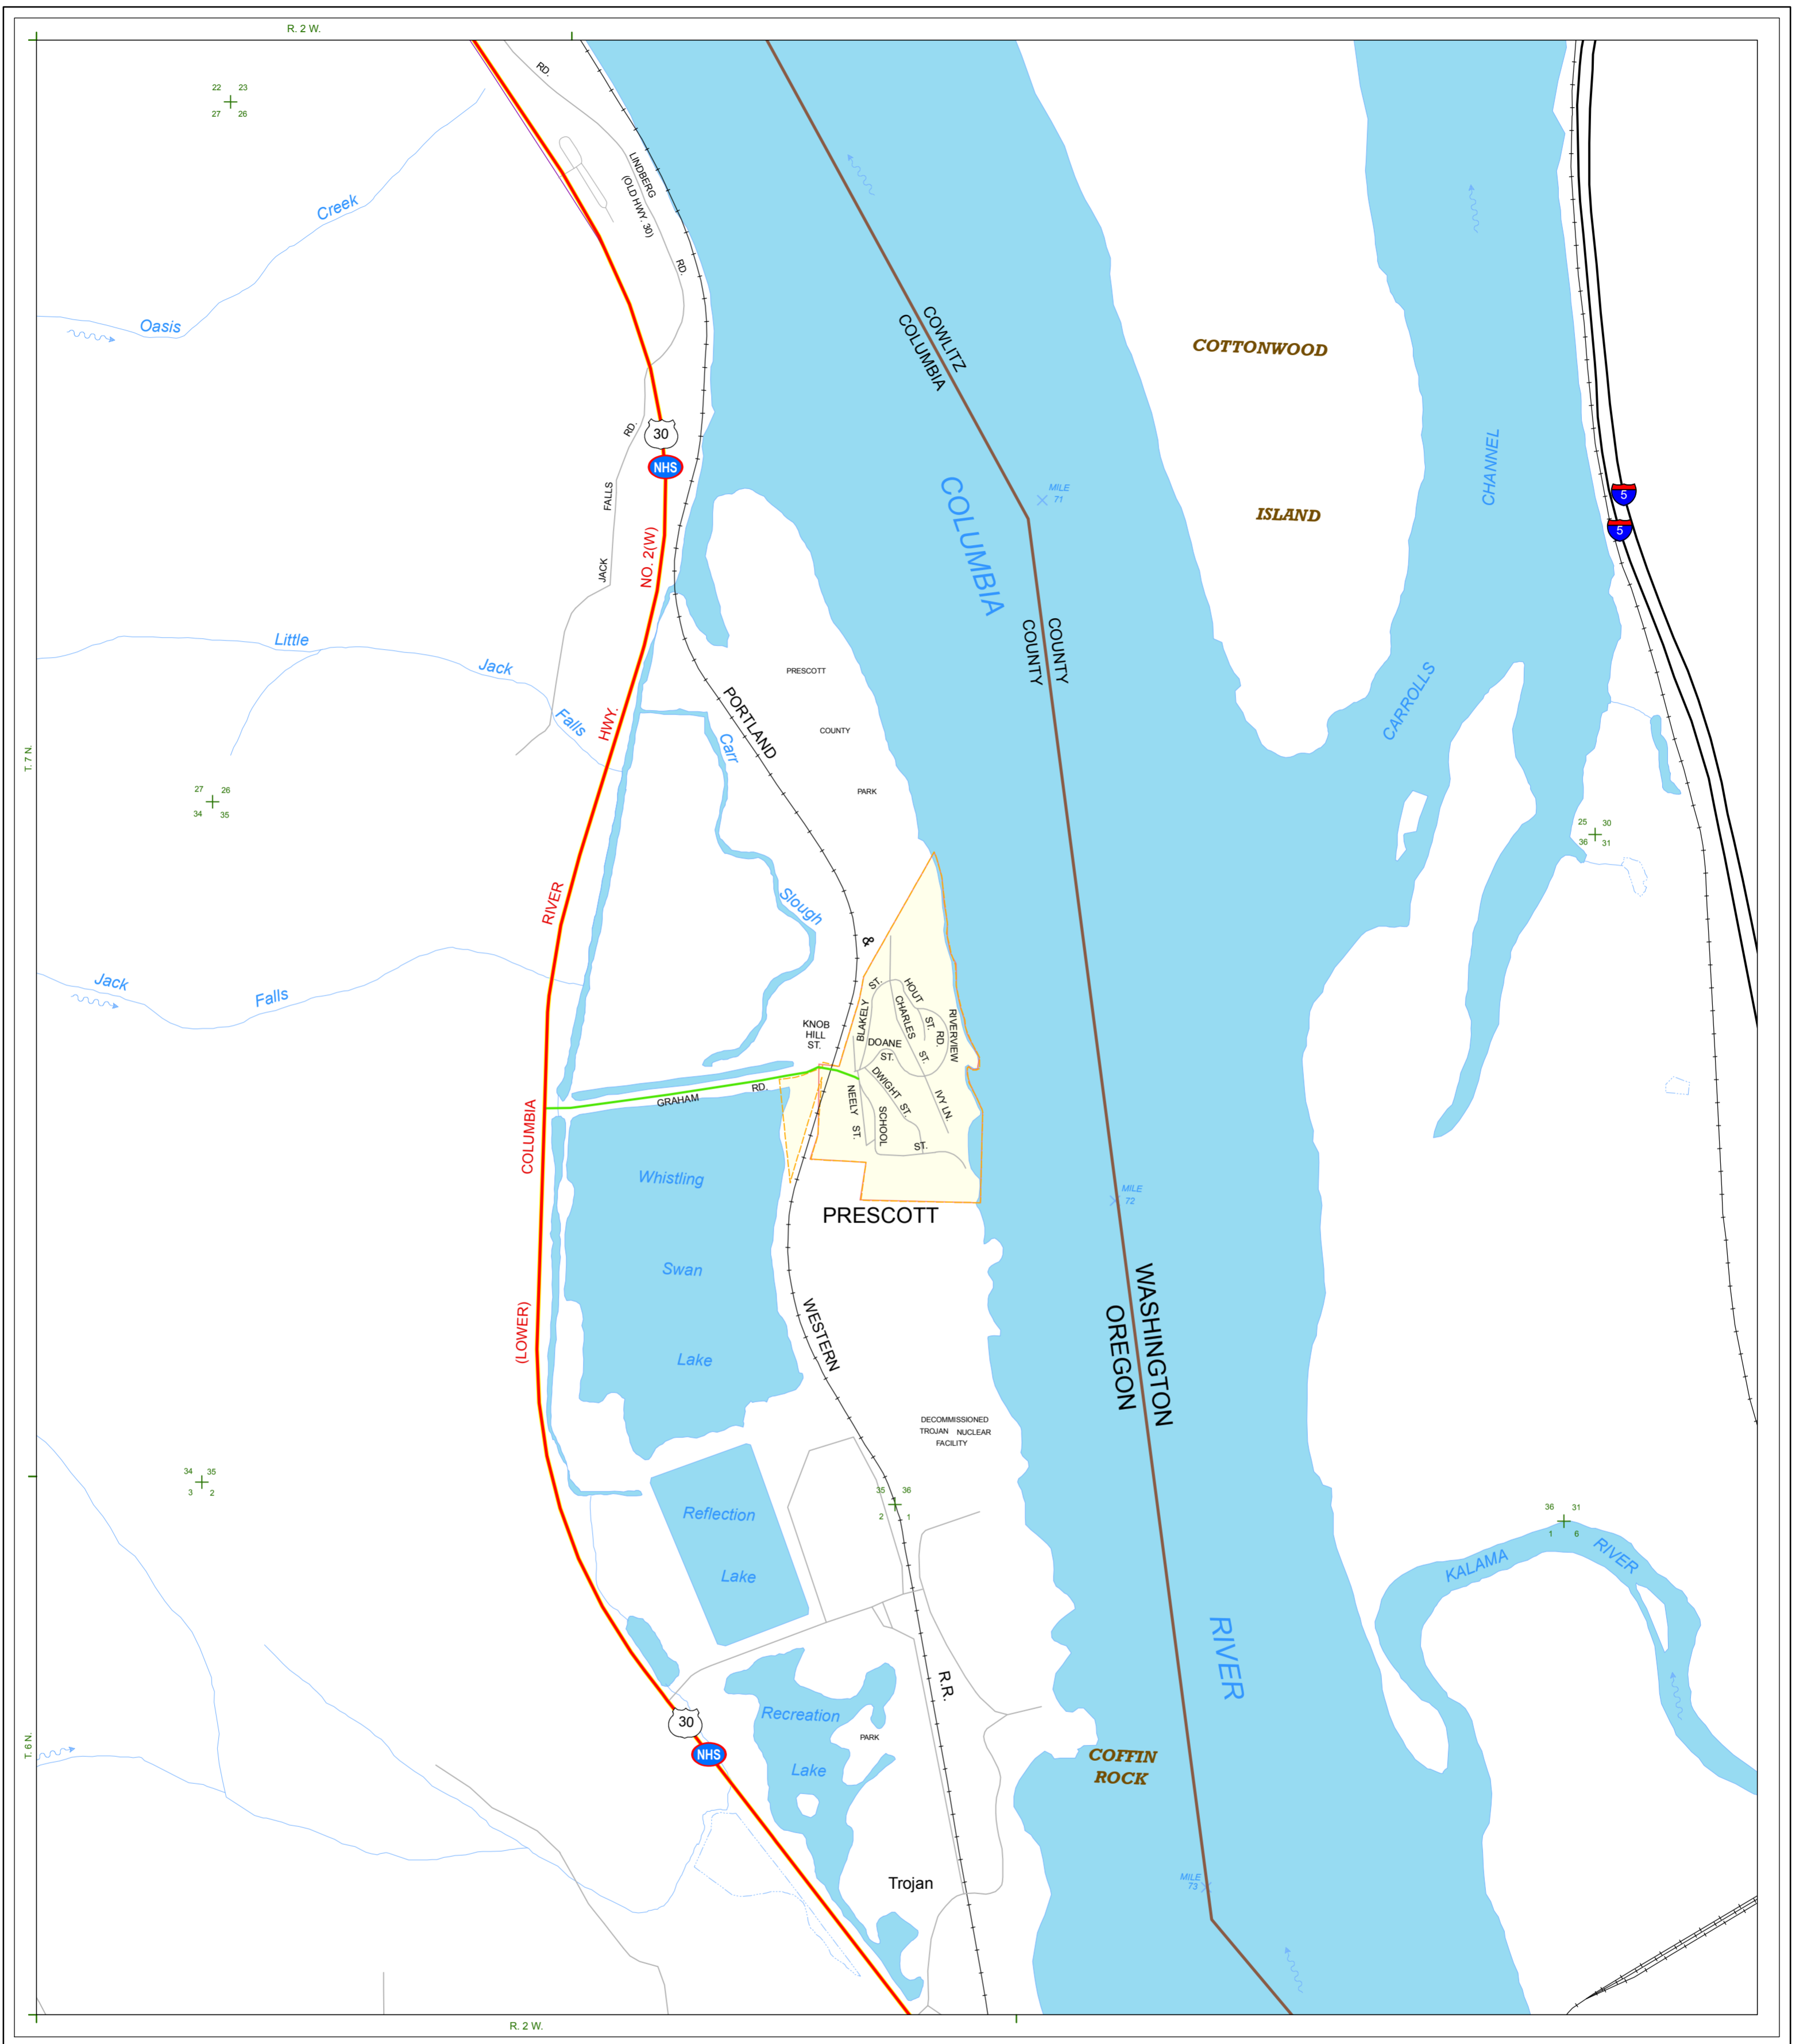 R. 2 W.
22 23
27 26
RD.
LINDBERG
(OLD HWY. 30)
RD.
Oasis Creek
COWLITZ
COLUMBIA
COTTONWOOD
ISLAND
30
NHS
RD.
FALLS
JACK
NO. 2(W)
HWY.
RIVER
COLUMBIA
(LOWER)
MILE
71
COLUMBIA
CHANNEL
CARROLLS
5
5
COUNTY
COUNTY
Little Jack Falls
PRESCOTT
COUNTY
PARK
PORTLAND
&
WESTERN
R.R.
Carr
Slough
T. 7 N.
27 26
34 35
25 30
36 31
Jack Falls
KNOB
HILL
ST.
BLAKELY
ST.
HOUT
ST.
CHARLES
ST.
RIVERVIEW
RD.
DOANE
ST.
DWIGHT ST.
IVY LN.
NEELY ST.
SCHOOL
ST.
GRAHAM RD.
PRESCOTT
MILE
72
Whistling
Swan
Lake
WASHINGTON
OREGON
DECOMMISSIONED
TROJAN NUCLEAR
FACILITY
34 35
3 2
35 36
2 1
36 31
1 6
Reflection
Lake
KALAMA RIVER
RIVER
30
NHS
Recreation
Lake
PARK
COFFIN
ROCK
T. 6 N.
Trojan
MILE
73
R. 2 W.